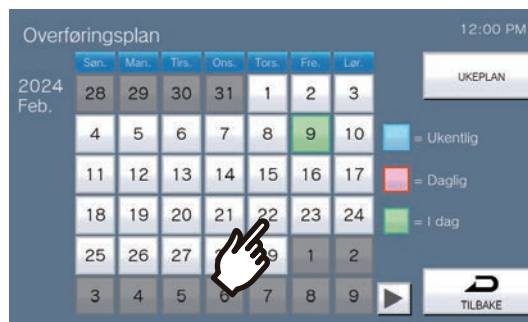 Overføringsplan
12:00 PM
Søn. Man. Tirs. Ons. Tors. Fre. Lør.
UKEPLAN
2024
Feb.
28 29 30 31 1 2 3
4 5 6 7 8 9 10
= Ukentlig
11 12 13 14 15 16 17
= Daglig
18 19 20 21 22 23 24
= I dag
25 26 27 1 2
3 4 5 6 7 8 9
TILBAKE